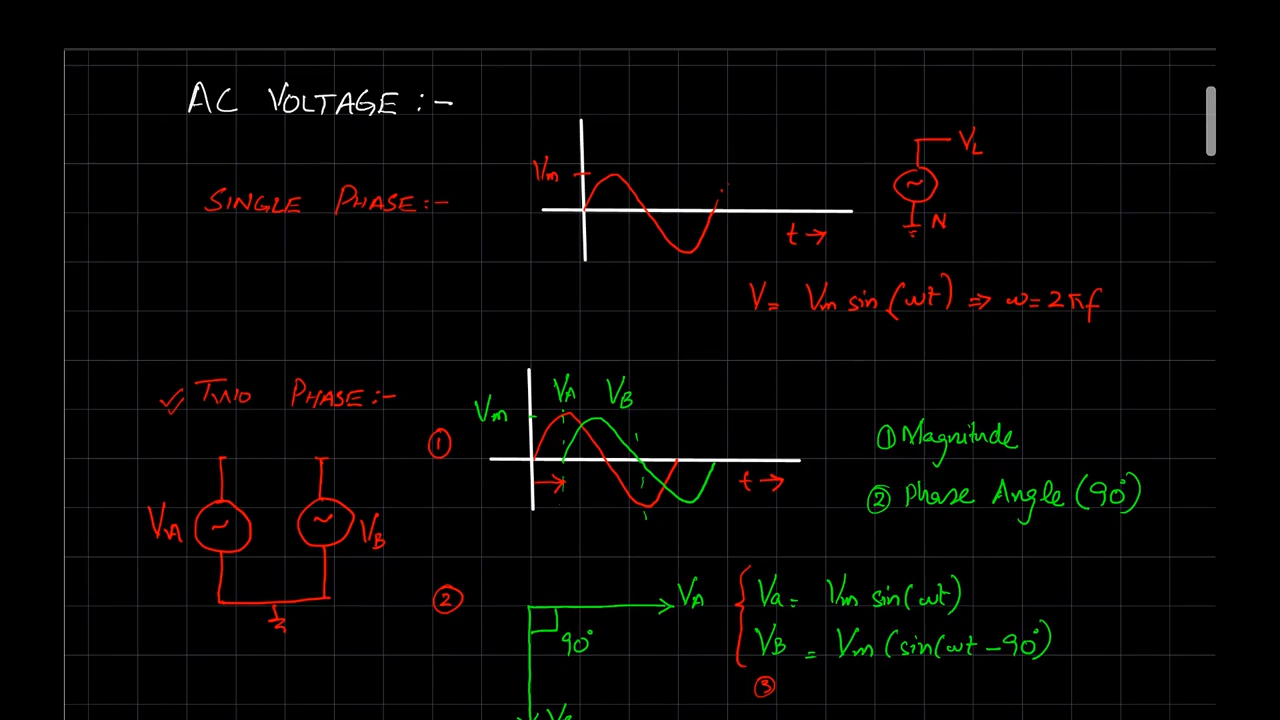 AC VOLTAGE :-
SINGLE PHASE:-
Vm
t →
VL
~
N
V = Vm sin(ωt) ⇒ ω = 2πf
✓ TWO PHASE:-
①
Vm
VA VB
t →
① Magnitude
② Phase Angle (90°)
VA ~ ~ VB
②
VA
90°
Va = Vm sin(ωt)
VB = Vm (sin(ωt - 90°)
③